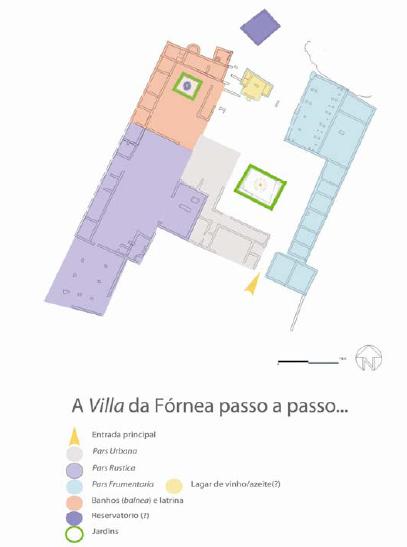 A Villa da Fórnea passo a passo...
Entrada principal
Pars Urbana
Pars Rustica
Pars Frumentaria
Lagar de vinho/azeite(?)
Banhos (balnea) e latrina
Reservatório (?)
Jardins